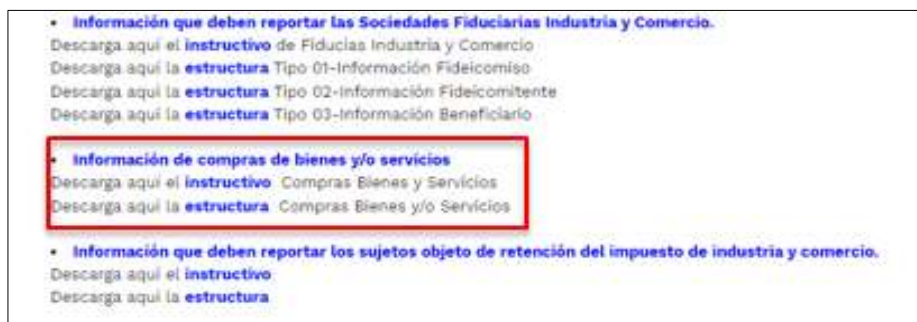 • Información que deben reportar las Sociedades Fiduciarias Industria y Comercio.
Descarga aquí el instructivo de Fiducias Industria y Comercio
Descarga aquí la estructura Tipo 01-Información Fideicomiso
Descarga aquí la estructura Tipo 02-Información Fideicomitente
Descarga aquí la estructura Tipo 03-Información Beneficiario
• Información de compras de bienes y/o servicios
Descarga aquí el instructivo Compras Bienes y Servicios
Descarga aquí la estructura Compras Bienes y/o Servicios
• Información que deben reportar los sujetos objeto de retención del impuesto de industria y comercio.
Descarga aquí el instructivo
Descarga aquí la estructura